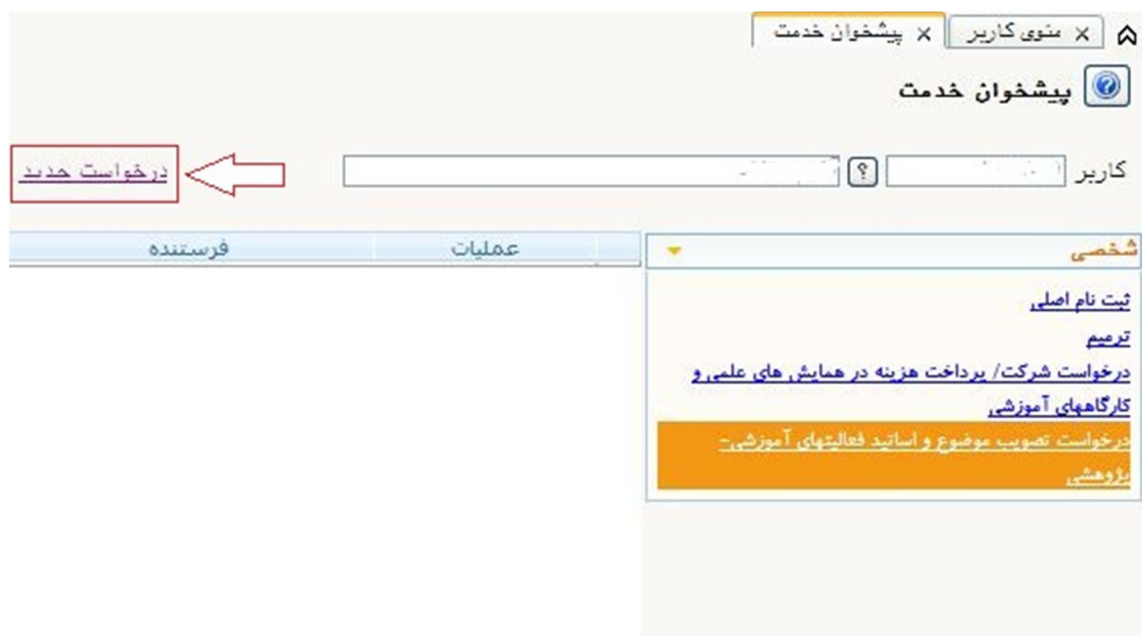 منوی کاربر
پیشخوان خدمت
پیشخوان خدمت
کاربر
؟
درخواست جدید
شخصی
عملیات
فرستنده
ثبت نام اصلی
ترمیم
درخواست شرکت/ پرداخت هزینه در همایش های علمی و
کارگاههای آموزشی
درخواست تصویب موضوع و اساتید فعالیتهای آموزشی-
پژوهشی